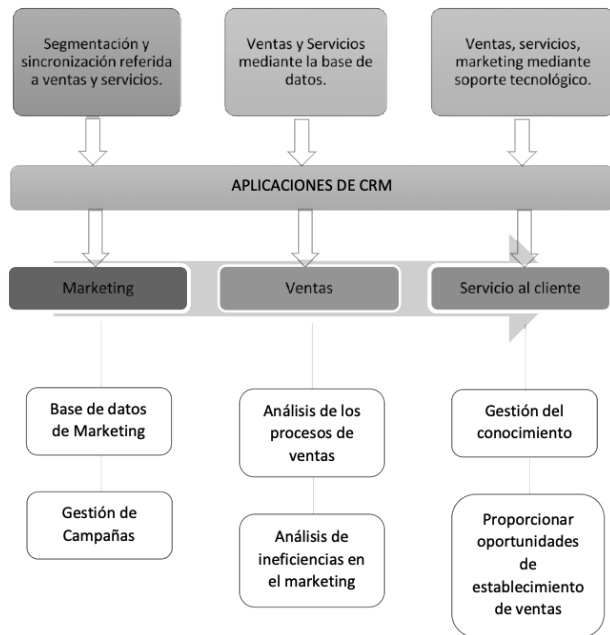 Segmentación y
sincronización referida
a ventas y servicios.
Ventas y Servicios
mediante la base de
datos.
Ventas, servicios,
marketing mediante
soporte tecnológico.
APLICACIONES DE CRM
Marketing
Ventas
Servicio al cliente
Base de datos
de Marketing
Análisis de los
procesos de
ventas
Gestión del
conocimiento
Gestión de
Campañas
Análisis de
ineficiencias en
el marketing
Proporcionar
oportunidades
de
establecimiento
de ventas